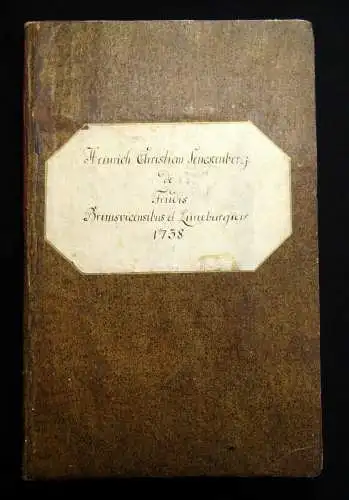 Heinrich Christian Senckenberg.
de
Feudis
Brunsvicensibus et Luneburgicis
1738